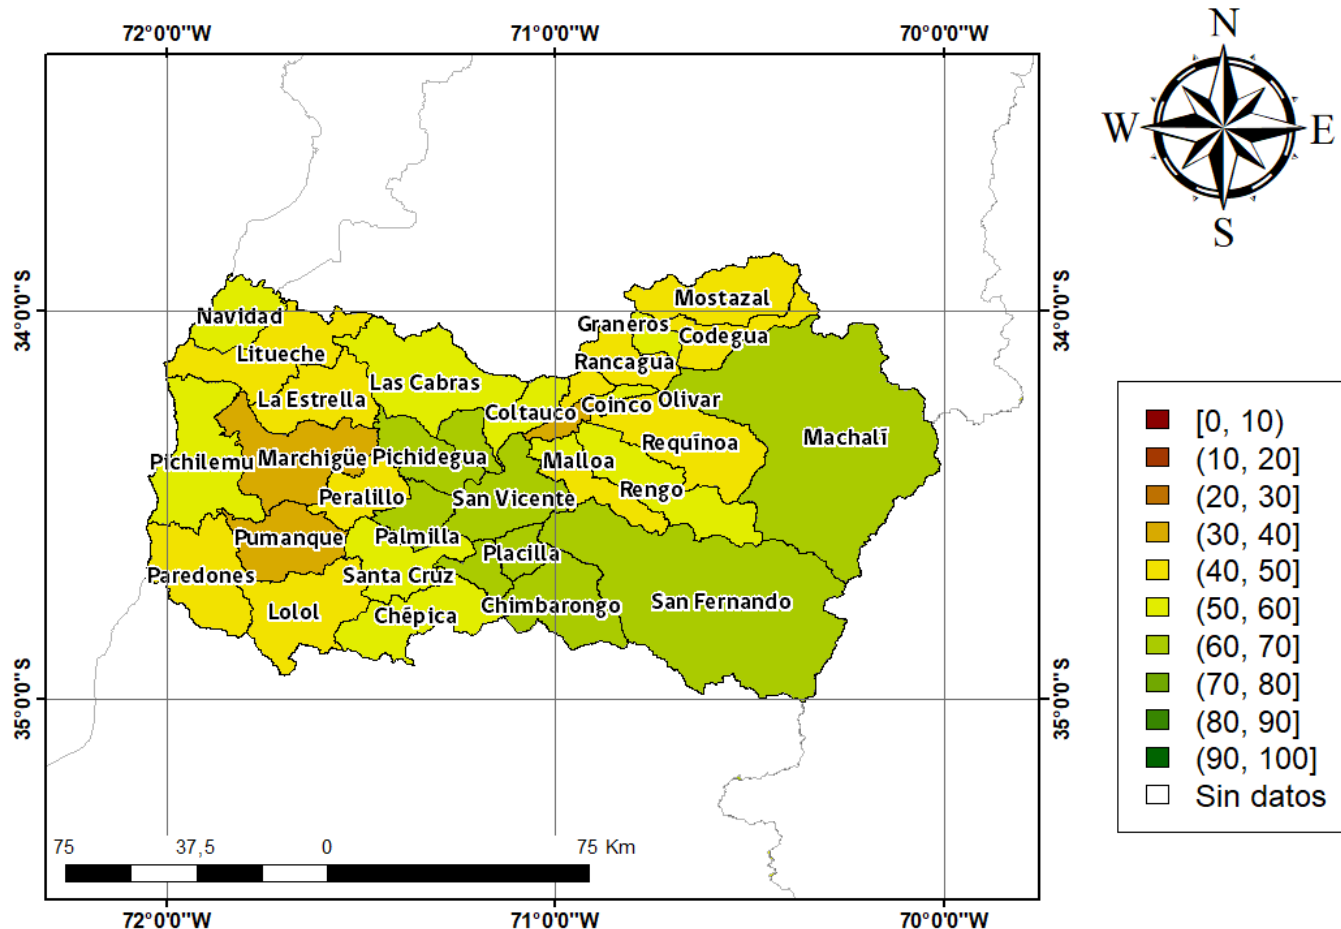 72°0'0"W
71°0'0"W
70°0'0"W
N
W
E
S
34°0'0"S
34°0'0"S
35°0'0"S
35°0'0"S
Mostazal
Navidad
Graneros
Codegua
Litueche
Rancagua
Las Cabras
La Estrella
Coltauco
Coinco
Olivar
Machalí
Requínoa
Pichilemu
Marchigüe
Pichidegua
Malloa
Rengo
Peralillo
San Vicente
Pumanque
Palmilla
Placilla
Paredones
Santa Cruz
San Fernando
Lolol
Chépica
Chimbarongo
[0, 10)
(10, 20]
(20, 30]
(30, 40]
(40, 50]
(50, 60]
(60, 70]
(70, 80]
(80, 90]
(90, 100]
Sin datos
75 37,5 0 75 Km
72°0'0"W
71°0'0"W
70°0'0"W